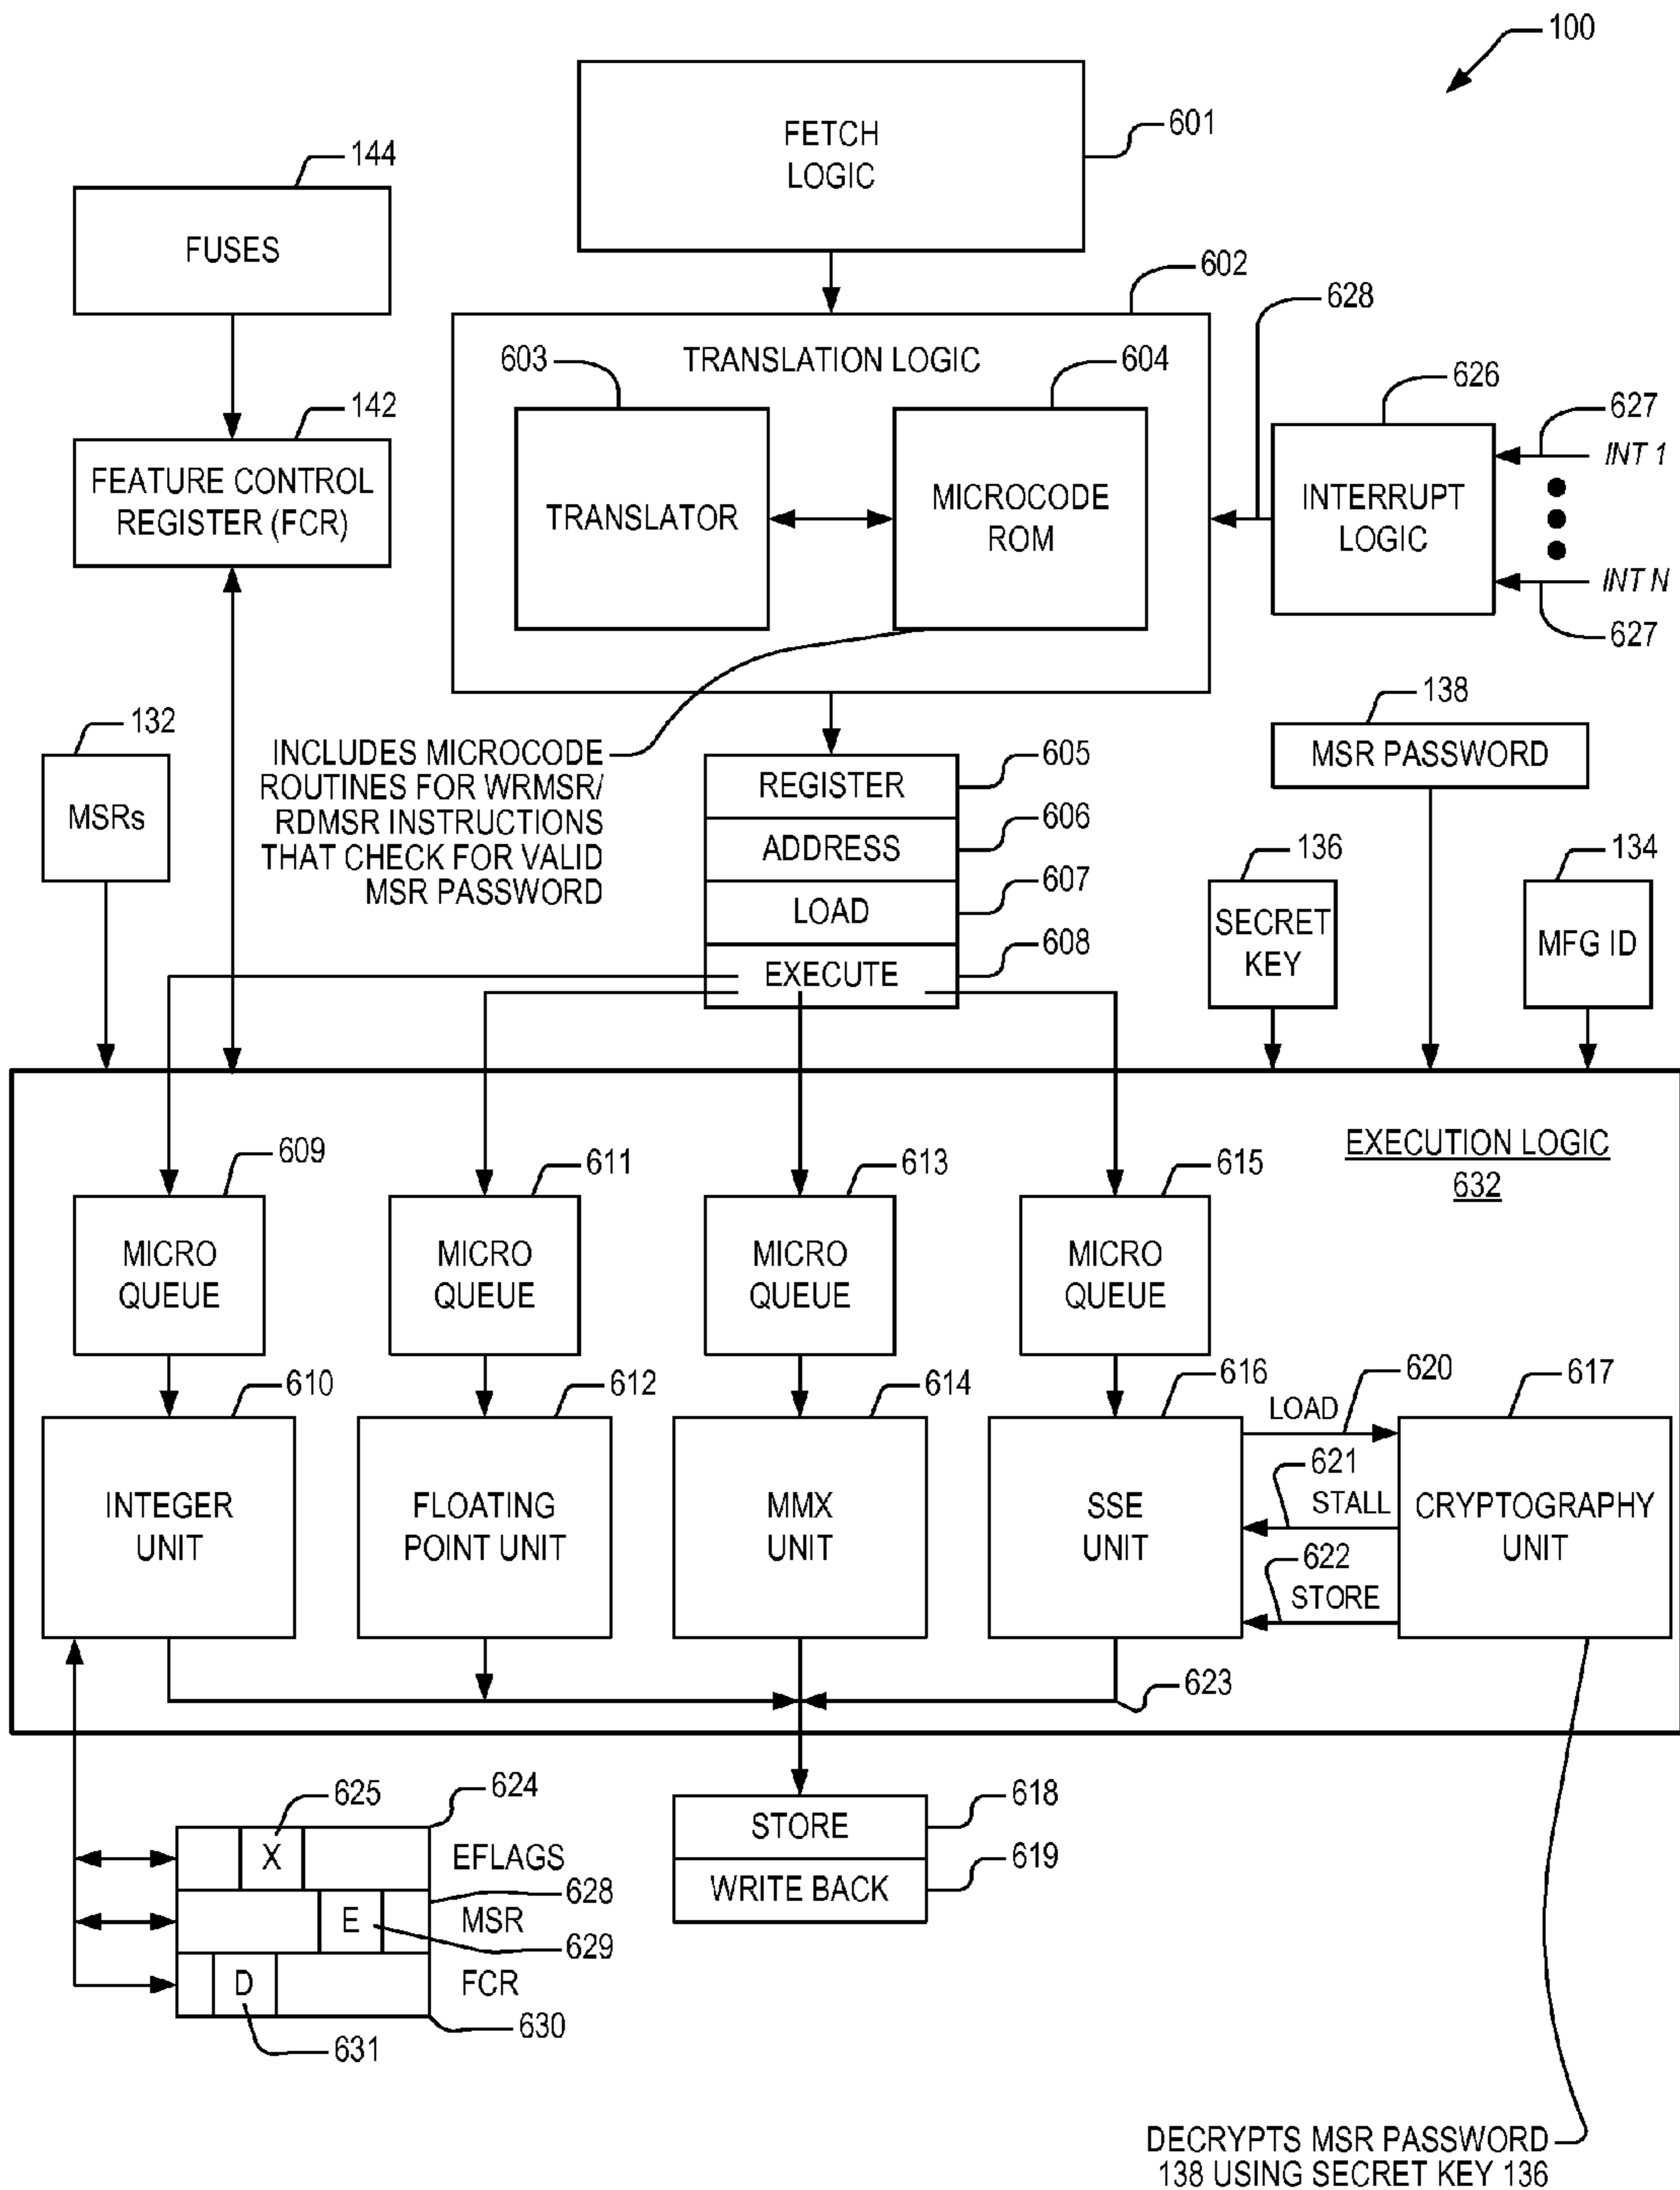 100
FETCH
LOGIC
601
144
FUSES
602
628
TRANSLATION LOGIC
603
604
626
627
142
INT 1
FEATURE CONTROL
REGISTER (FCR)
TRANSLATOR
MICROCODE
ROM
INTERRUPT
LOGIC
INT N
627
132
138
MSRs
INCLUDES MICROCODE
ROUTINES FOR WRMSR/
RDMSR INSTRUCTIONS
THAT CHECK FOR VALID
MSR PASSWORD
REGISTER
605
ADDRESS
606
LOAD
607
EXECUTE
608
MSR PASSWORD
136
134
SECRET
KEY
MFG ID
EXECUTION LOGIC
632
609
611
613
615
MICRO
QUEUE
MICRO
QUEUE
MICRO
QUEUE
MICRO
QUEUE
610
612
614
616
620
617
LOAD
621
STALL
622
STORE
INTEGER
UNIT
FLOATING
POINT UNIT
MMX
UNIT
SSE
UNIT
CRYPTOGRAPHY
UNIT
623
625
624
X
EFLAGS
628
E
MSR
629
D
FCR
630
631
STORE
618
WRITE BACK
619
DECRYPTS MSR PASSWORD
138 USING SECRET KEY 136